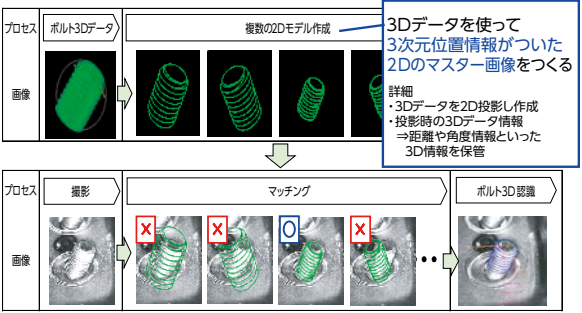 プロセス
ボルト3Dデータ
複数の2Dモデル作成
画像
3Dデータを使って
3次元位置情報がついた
2Dのマスター画像をつくる
詳細
・3Dデータを2D投影し作成
・投影時の3Dデータ情報
⇒距離や角度情報といった
3D情報を保管
プロセス
撮影
マッチング
ボルト3D認識
画像